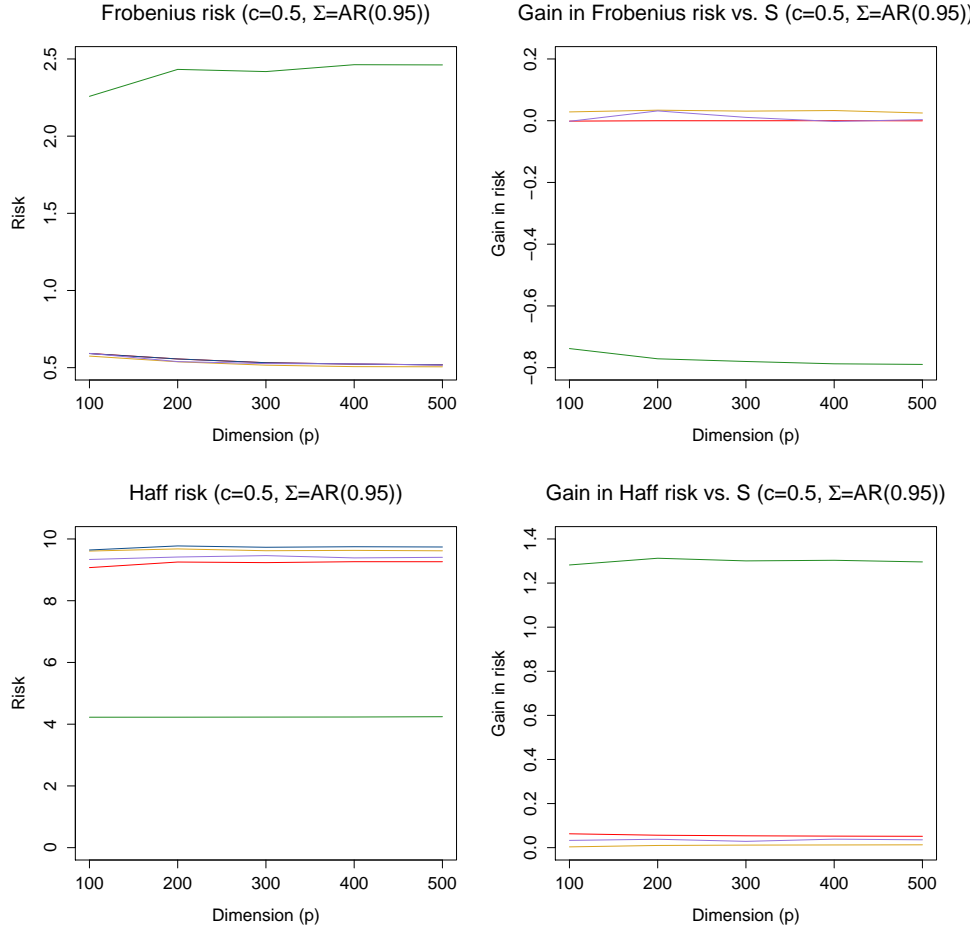 Frobenius risk (c=0.5, Σ=AR(0.95))
Risk
2.5
2.0
1.5
1.0
0.5
100 200 300 400 500
Dimension (p)
Gain in Frobenius risk vs. S (c=0.5, Σ=AR(0.95))
Gain in risk
0.2
0.0
−0.2
−0.4
−0.6
−0.8
100 200 300 400 500
Dimension (p)
Haff risk (c=0.5, Σ=AR(0.95))
Risk
10
8
6
4
2
0
100 200 300 400 500
Dimension (p)
Gain in Haff risk vs. S (c=0.5, Σ=AR(0.95))
Gain in risk
1.4
1.2
1.0
0.8
0.6
0.4
0.2
0.0
100 200 300 400 500
Dimension (p)